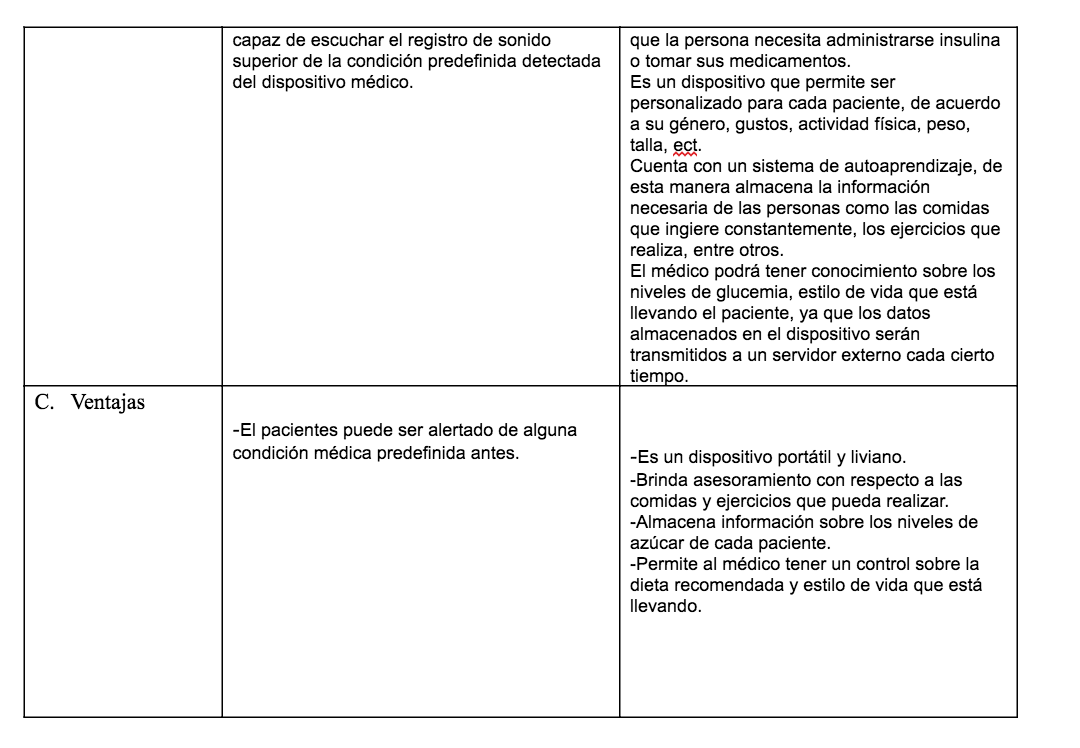 capaz de escuchar el registro de sonido
superior de la condición predefinida detectada
del dispositivo médico.
que la persona necesita administrarse insulina
o tomar sus medicamentos.
Es un dispositivo que permite ser
personalizado para cada paciente, de acuerdo
a su género, gustos, actividad física, peso,
talla, ect.
Cuenta con un sistema de autoaprendizaje, de
esta manera almacena la información
necesaria de las personas como las comidas
que ingiere constantemente, los ejercicios que
realiza, entre otros.
El médico podrá tener conocimiento sobre los
niveles de glucemia, estilo de vida que está
llevando el paciente, ya que los datos
almacenados en el dispositivo serán
transmitidos a un servidor externo cada cierto
tiempo.
C. Ventajas
-El pacientes puede ser alertado de alguna
condición médica predefinida antes.
-Es un dispositivo portátil y liviano.
-Brinda asesoramiento con respecto a las
comidas y ejercicios que pueda realizar.
-Almacena información sobre los niveles de
azúcar de cada paciente.
-Permite al médico tener un control sobre la
dieta recomendada y estilo de vida que está
llevando.